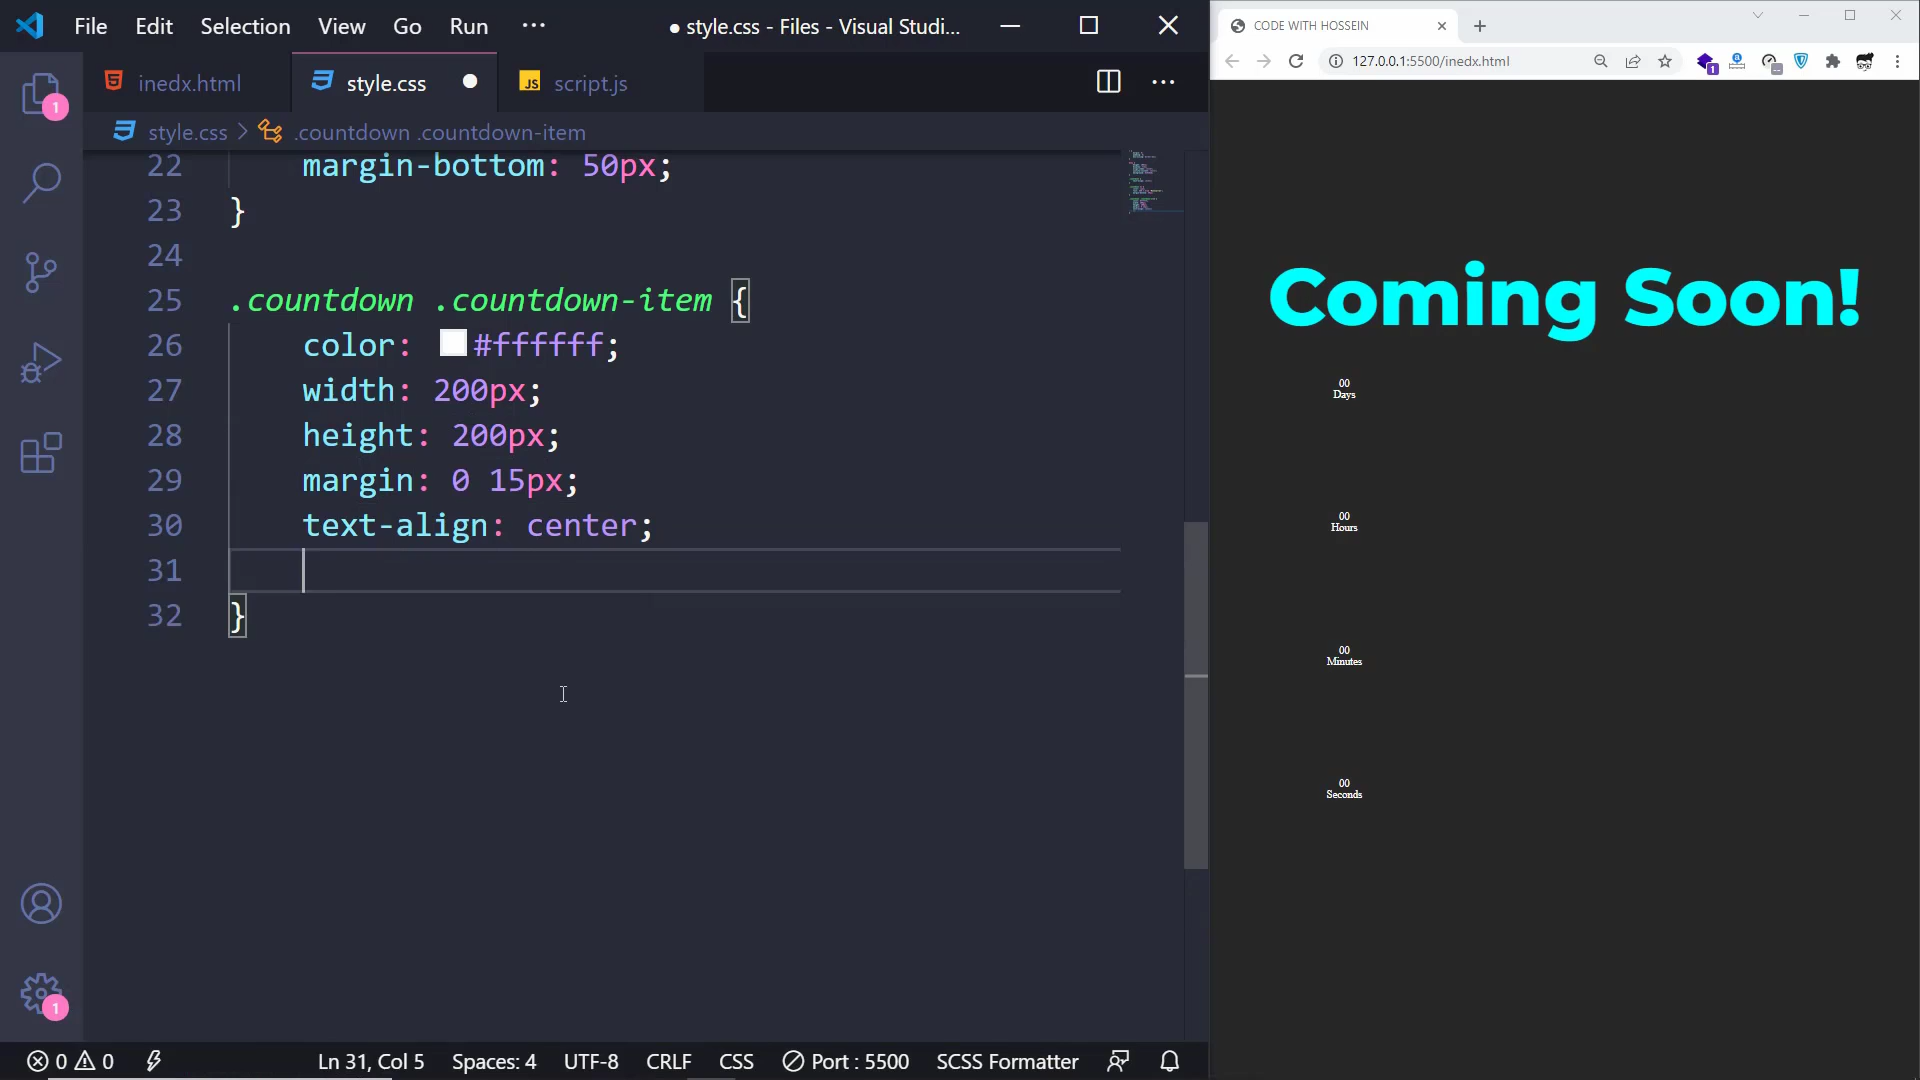 File Edit Selection View Go Run ··· ● style.css - Files - Visual Studi...
inedx.html style.css ● JS script.js ···
style.css > .countdown .countdown-item
22 margin-bottom: 50px;
23 }
24
25 .countdown .countdown-item {
26 color: #ffffff;
27 width: 200px;
28 height: 200px;
29 margin: 0 15px;
30 text-align: center;
31
32 }
1
1
0 0 Ln 31, Col 5 Spaces: 4 UTF-8 CRLF CSS Port : 5500 SCSS Formatter
CODE WITH HOSSEIN
127.0.0.1:5500/inedx.html
1
Coming Soon!
00
Days
00
Hours
00
Minutes
00
Seconds